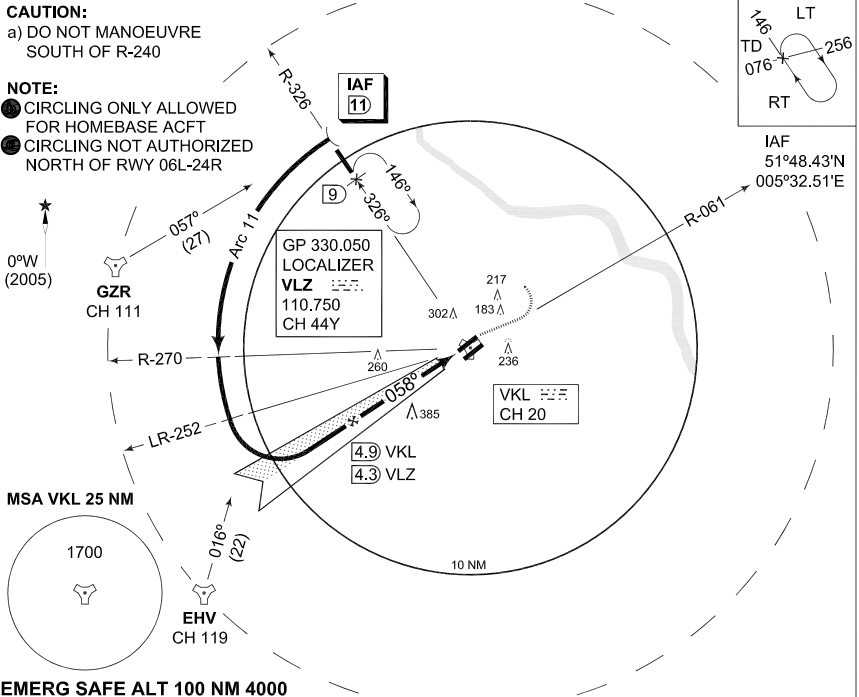 CAUTION:
a) DO NOT MANOEUVRE
SOUTH OF R-240
NOTE:
CIRCLING ONLY ALLOWED
FOR HOMEBASE ACFT
CIRCLING NOT AUTHORIZED
NORTH OF RWY 06L-24R
0°W
(2005)
057°
(27)
GZR
CH 111
R-326
IAF
11
9
146°
326°
Arc 11
GP 330.050
LOCALIZER
VLZ
110.750
CH 44Y
146
LT
TD
076
256
RT
IAF
51°48.43'N
005°32.51'E
R-061
217
183
302
236
260
R-270
LR-252
058°
385
VKL
CH 20
4.9 VKL
4.3 VLZ
MSA VKL 25 NM
1700
016°
(22)
EHV
CH 119
10 NM
EMERG SAFE ALT 100 NM 4000